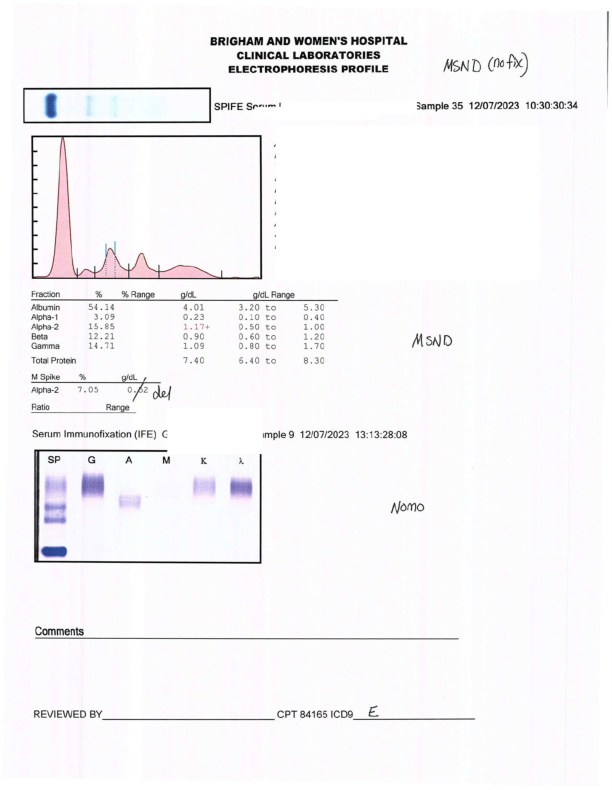 BRIGHAM AND WOMEN'S HOSPITAL
CLINICAL LABORATORIES
ELECTROPHORESIS PROFILE
MSND (no fix)
SPIFE Serum Sample 35 12/07/2023 10:30:30:34
Fraction % % Range g/dL g/dL Range
Albumin 54.14 4.01 3.20 to 5.30
Alpha-1 3.09 0.23 0.10 to 0.40
Alpha-2 15.85 1.17+ 0.50 to 1.00
Beta 12.21 0.90 0.60 to 1.20
Gamma 14.71 1.09 0.80 to 1.70
Total Protein 7.40 6.40 to 8.30
MSND
M Spike % g/dL
Alpha-2 7.05 0.52 del
Ratio Range
Serum Immunofixation (IFE) Sample 9 12/07/2023 13:13:28:08
SP G A M K λ
Nomo
Comments
REVIEWED BY CPT 84165 ICD9 E